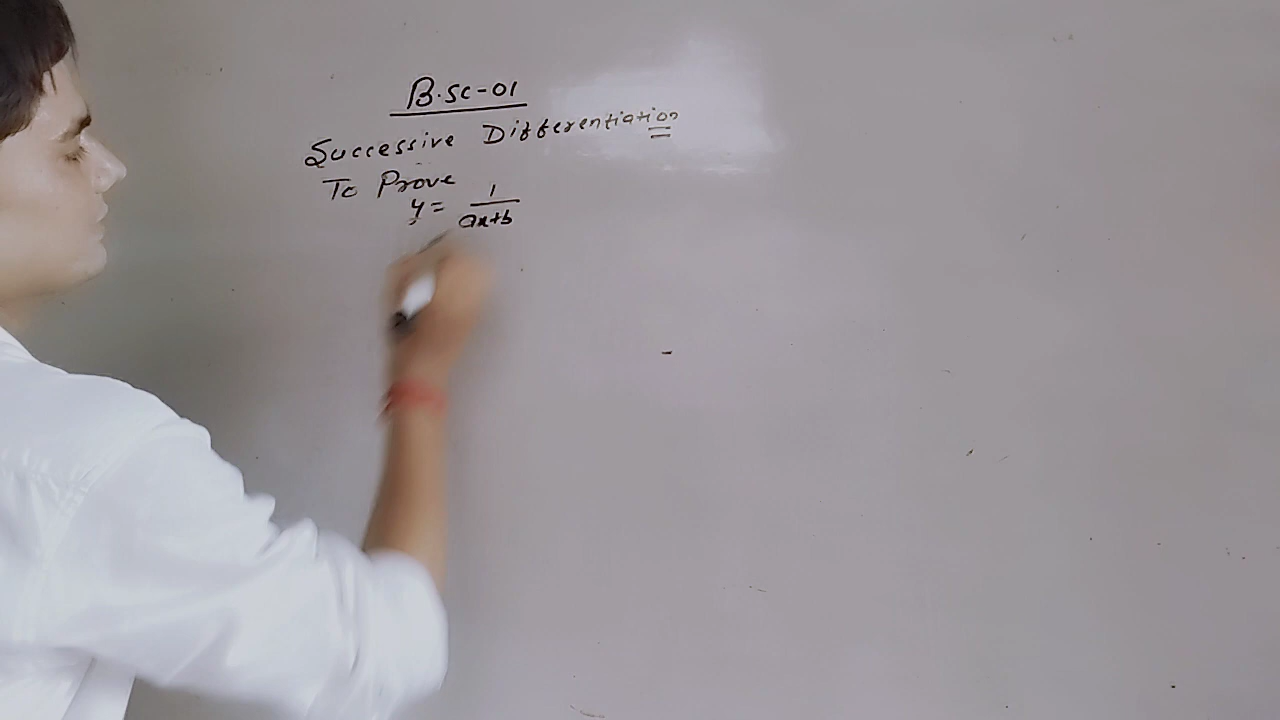 B.Sc-01
Successive Differentiation
To Prove
y = 1/ax+b